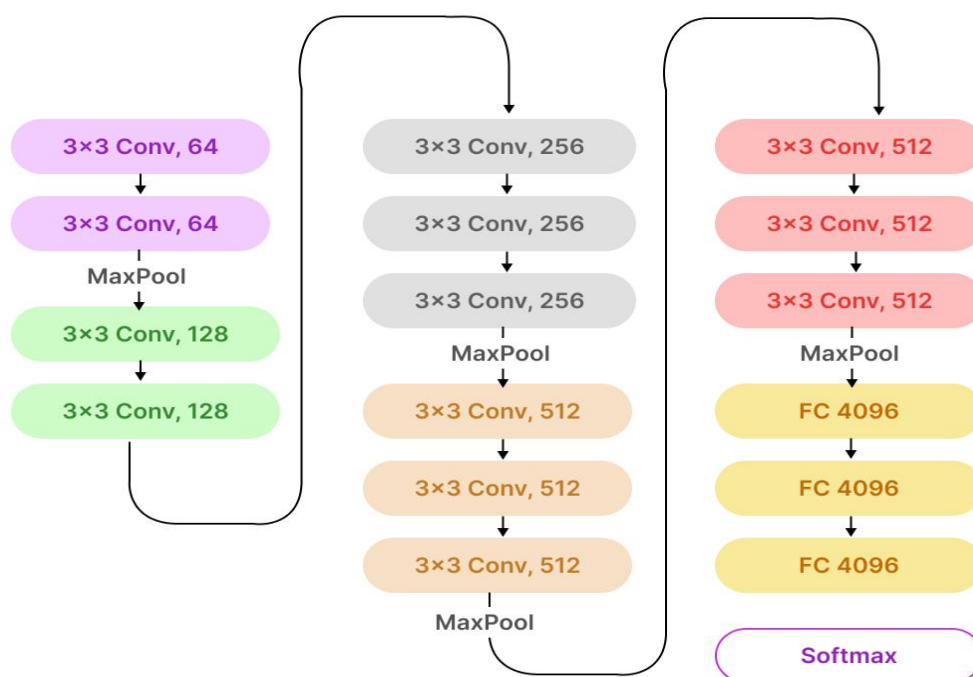 3×3 Conv, 64
3×3 Conv, 64
MaxPool
3×3 Conv, 128
3×3 Conv, 128
3×3 Conv, 256
3×3 Conv, 256
3×3 Conv, 256
MaxPool
3×3 Conv, 512
3×3 Conv, 512
3×3 Conv, 512
MaxPool
3×3 Conv, 512
3×3 Conv, 512
3×3 Conv, 512
MaxPool
FC 4096
FC 4096
FC 4096
Softmax